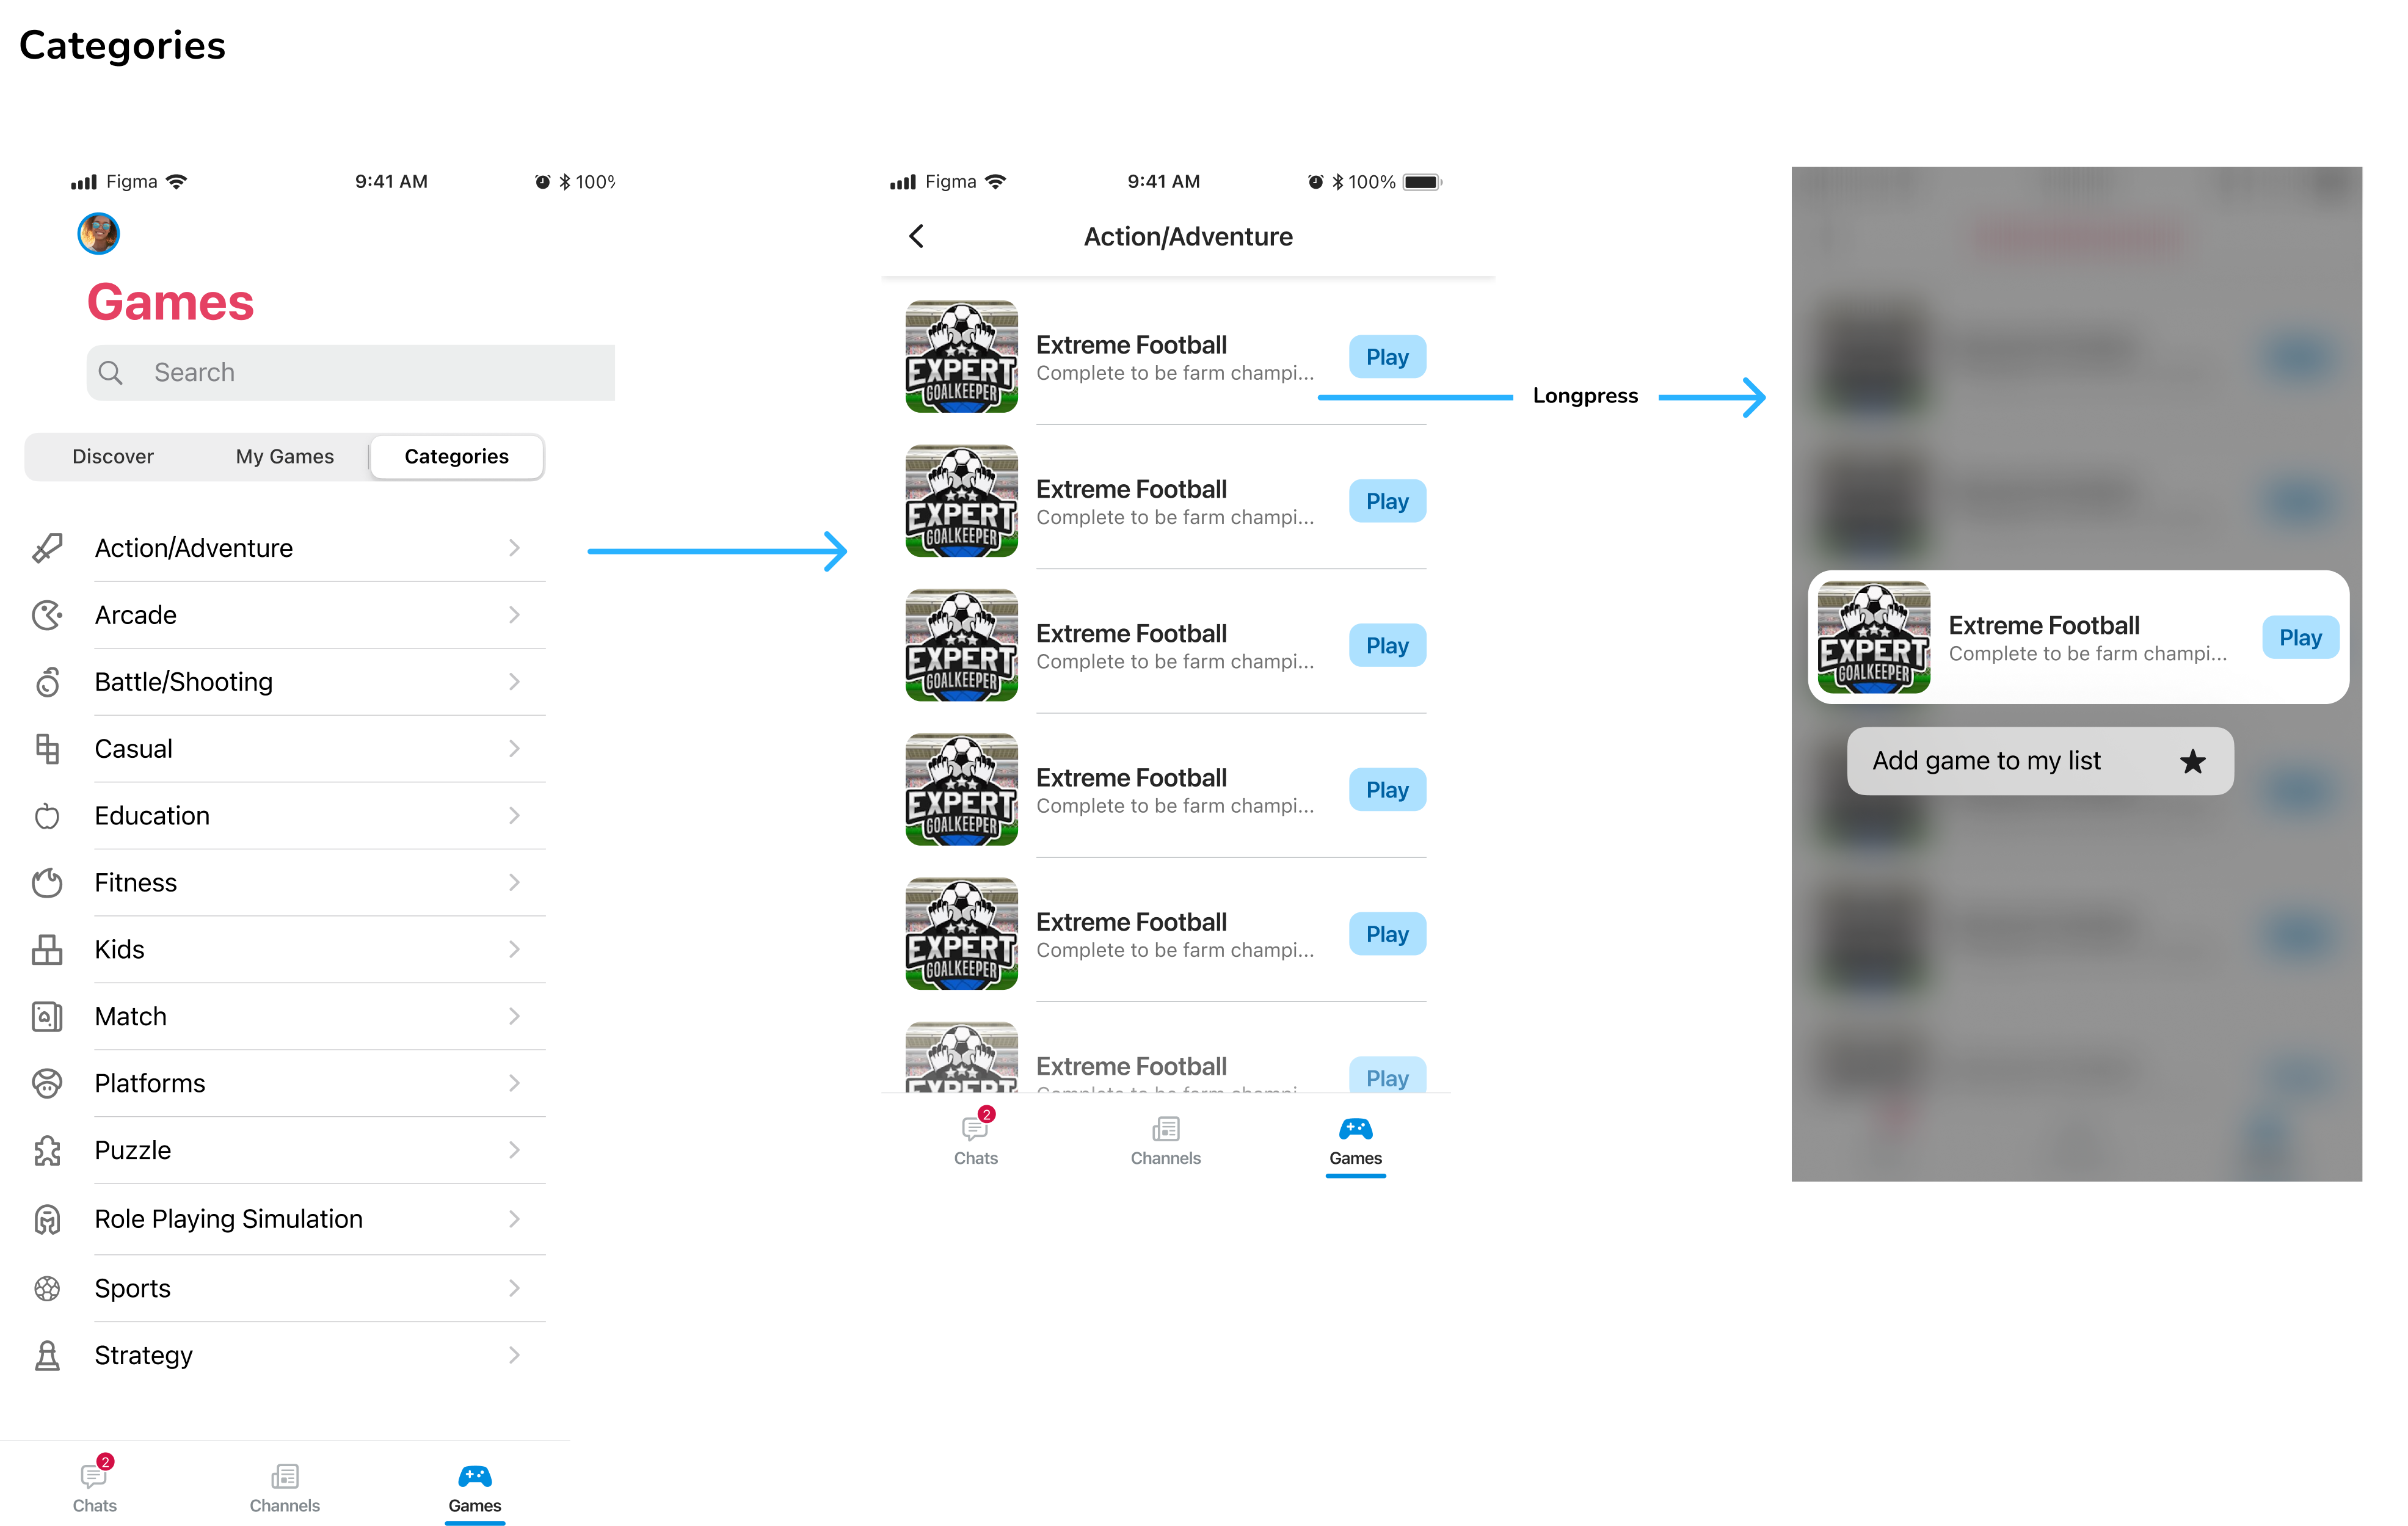 Categories
Figma
9:41 AM
100%
Games
Search
Discover
My Games
Categories
Action/Adventure
Arcade
Battle/Shooting
Casual
Education
Fitness
Kids
Match
Platforms
Puzzle
Role Playing Simulation
Sports
Strategy
2
Chats
Channels
Games
Figma
9:41 AM
100%
Action/Adventure
EXPERT
GOALKEEPER
Extreme Football
Complete to be farm champi...
Play
EXPERT
GOALKEEPER
Extreme Football
Complete to be farm champi...
Play
EXPERT
GOALKEEPER
Extreme Football
Complete to be farm champi...
Play
EXPERT
GOALKEEPER
Extreme Football
Complete to be farm champi...
Play
EXPERT
GOALKEEPER
Extreme Football
Complete to be farm champi...
Play
EXPERT
Extreme Football
Complete to be farm champi...
Play
2
Chats
Channels
Games
Longpress
EXPERT
GOALKEEPER
Extreme Football
Complete to be farm champi...
Play
Add game to my list